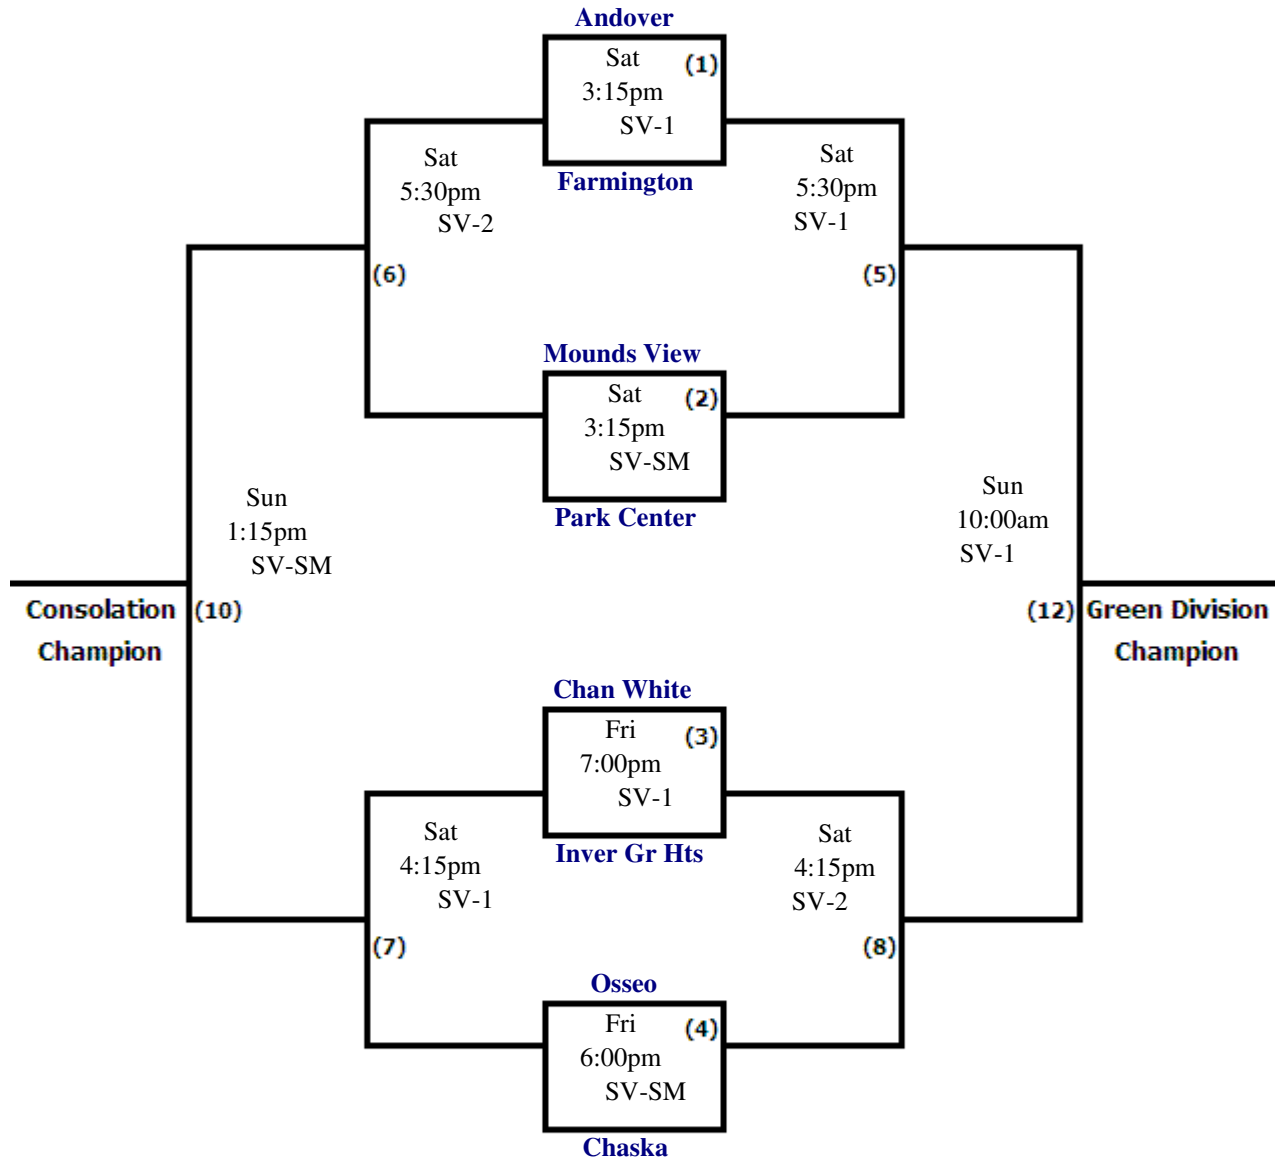 Andover
Sat (1)
3:15pm
SV-1
Farmington
Sat
5:30pm
SV-2
(6)
Sat
5:30pm
SV-1
(5)
Mounds View
Sat (2)
3:15pm
SV-SM
Park Center
Sun
1:15pm
SV-SM
Consolation (10)
Champion
Sun
10:00am
SV-1
(12) Green Division
Champion
Chan White
Fri (3)
7:00pm
SV-1
Inver Gr Hts
Sat
4:15pm
SV-1
(7)
Sat
4:15pm
SV-2
(8)
Osseo
Fri (4)
6:00pm
SV-SM
Chaska